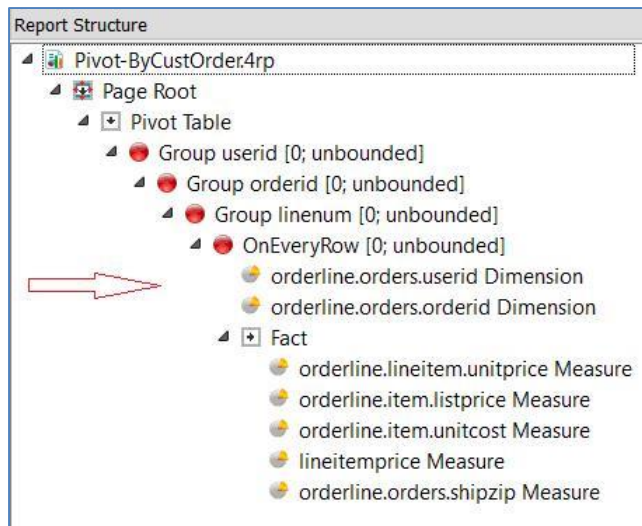 Report Structure
Pivot-ByCustOrder.4rp
Page Root
Pivot Table
Group userid [0; unbounded]
Group orderid [0; unbounded]
Group linenum [0; unbounded]
OnEveryRow [0; unbounded]
orderline.orders.userid Dimension
orderline.orders.orderid Dimension
Fact
orderline.lineitem.unitprice Measure
orderline.item.listprice Measure
orderline.item.unitcost Measure
lineitemprice Measure
orderline.orders.shipzip Measure